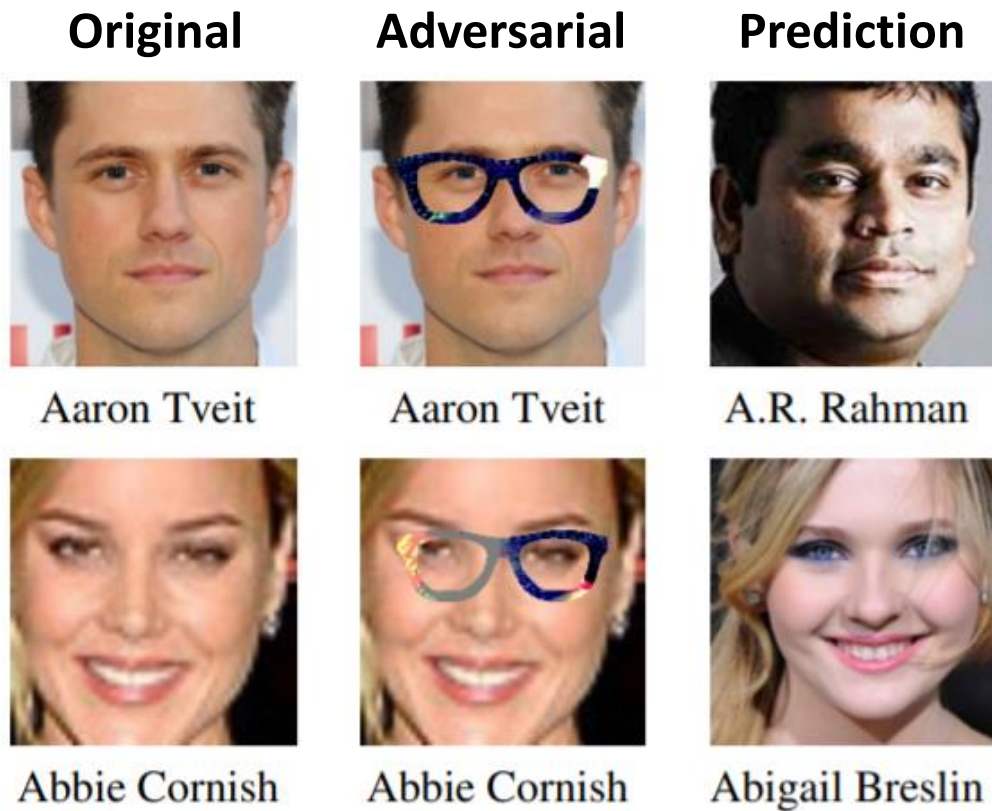 Original Adversarial Prediction
Aaron Tveit Aaron Tveit A.R. Rahman
Abbie Cornish Abbie Cornish Abigail Breslin